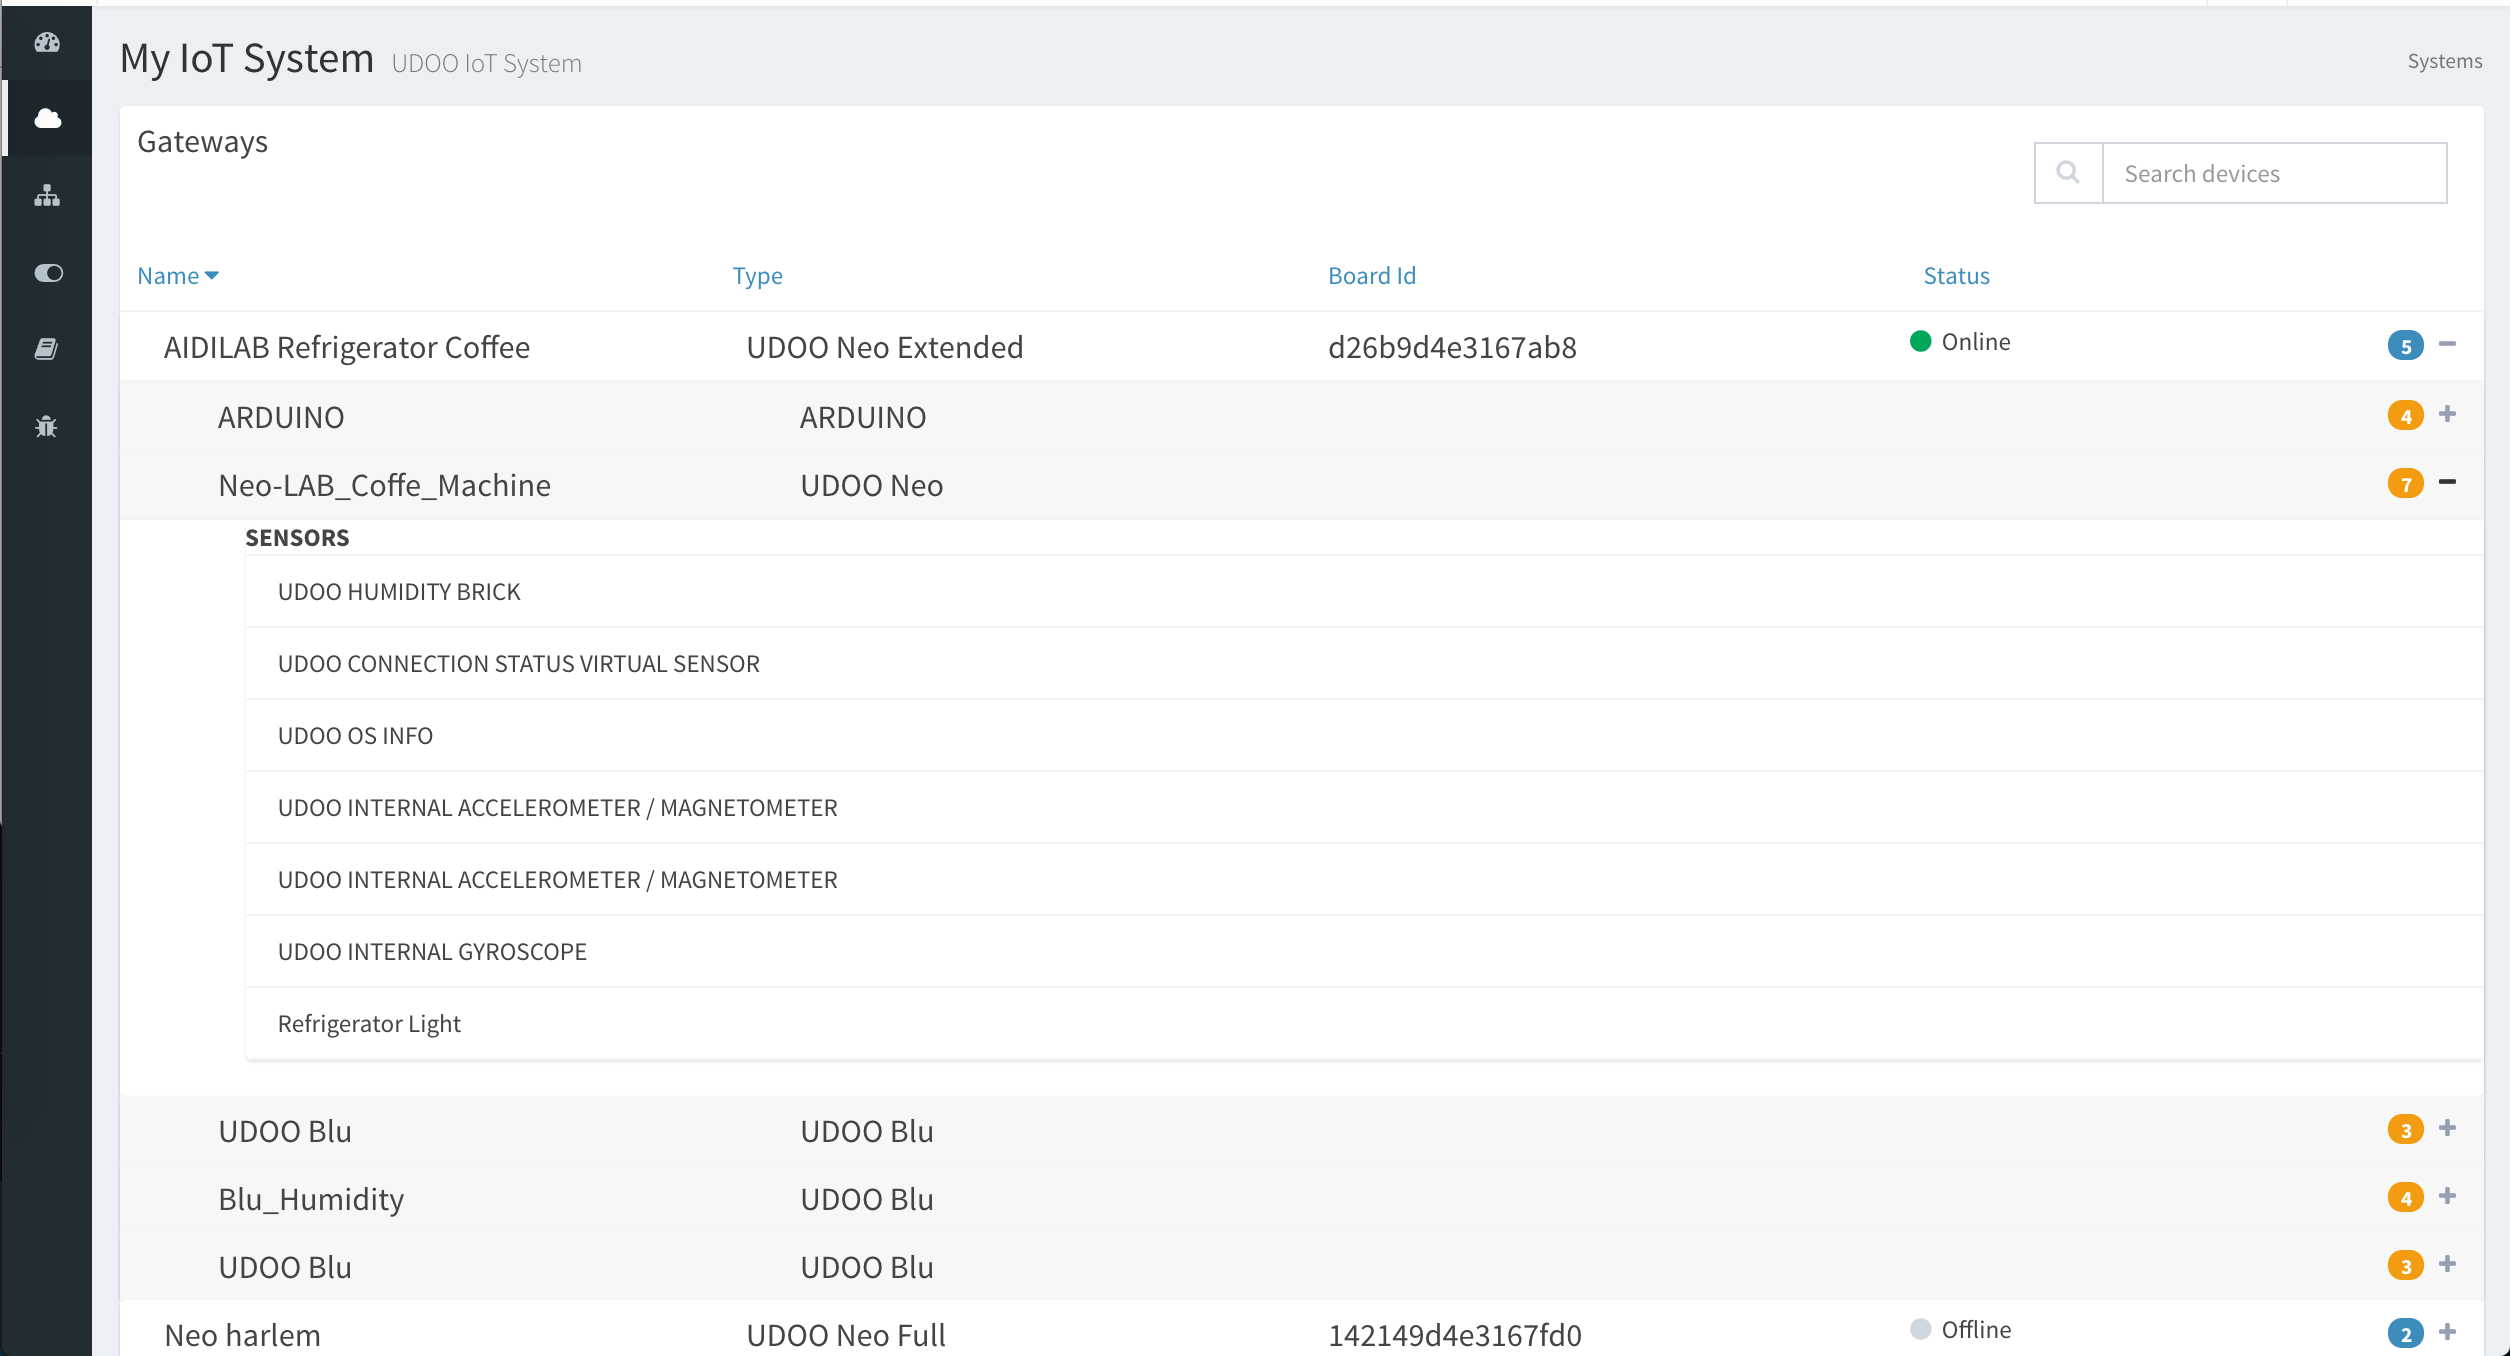 My IoT System UDOO IoT System
Systems
Gateways
Search devices
Name Type Board Id Status
AIDILAB Refrigerator Coffee UDOO Neo Extended d26b9d4e3167ab8 Online 5
ARDUINO ARDUINO 4
Neo-LAB_Coffe_Machine UDOO Neo 7
SENSORS
UDOO HUMIDITY BRICK
UDOO CONNECTION STATUS VIRTUAL SENSOR
UDOO OS INFO
UDOO INTERNAL ACCELEROMETER / MAGNETOMETER
UDOO INTERNAL ACCELEROMETER / MAGNETOMETER
UDOO INTERNAL GYROSCOPE
Refrigerator Light
UDOO Blu UDOO Blu 3
Blu_Humidity UDOO Blu 4
UDOO Blu UDOO Blu 3
Neo harlem UDOO Neo Full 142149d4e3167fd0 Offline 2